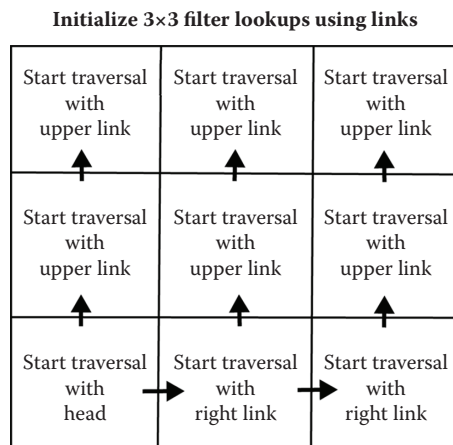 Initialize 3×3 filter lookups using links
Start traversal
with
upper link
Start traversal
with
upper link
Start traversal
with
upper link
Start traversal
with
upper link
Start traversal
with
upper link
Start traversal
with
upper link
Start traversal
with
head
Start traversal
with
right link
Start traversal
with
right link